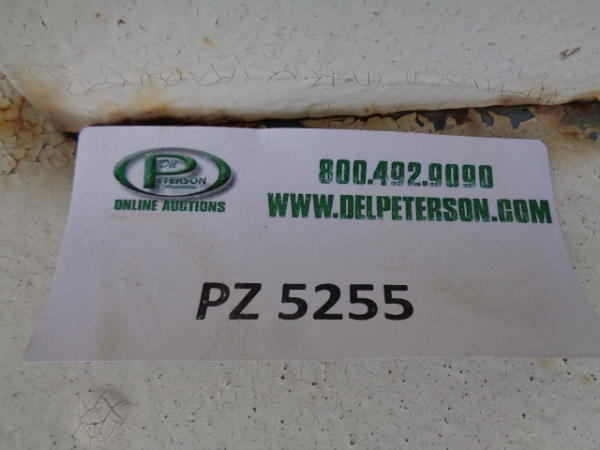 Del
PETERSON
ONLINE AUCTIONS
800.492.9090
WWW.DELPETERSON.COM
PZ 5255